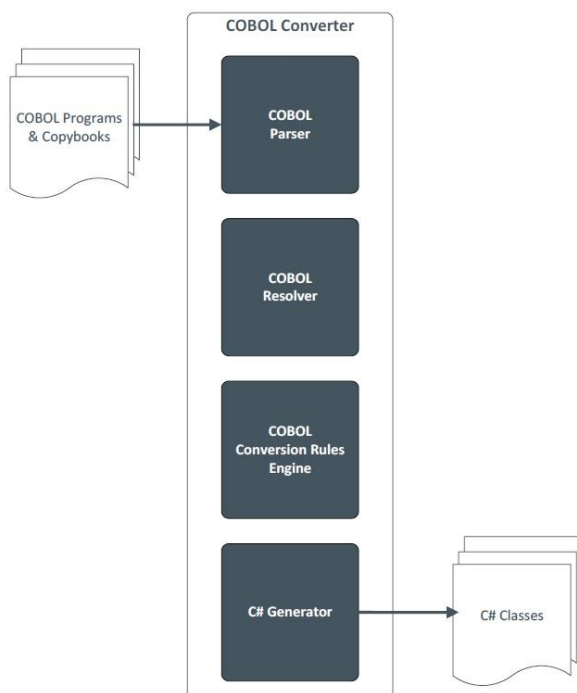 COBOL Converter
COBOL Programs
& Copybooks
COBOL
Parser
COBOL
Resolver
COBOL
Conversion Rules
Engine
C# Generator
C# Classes